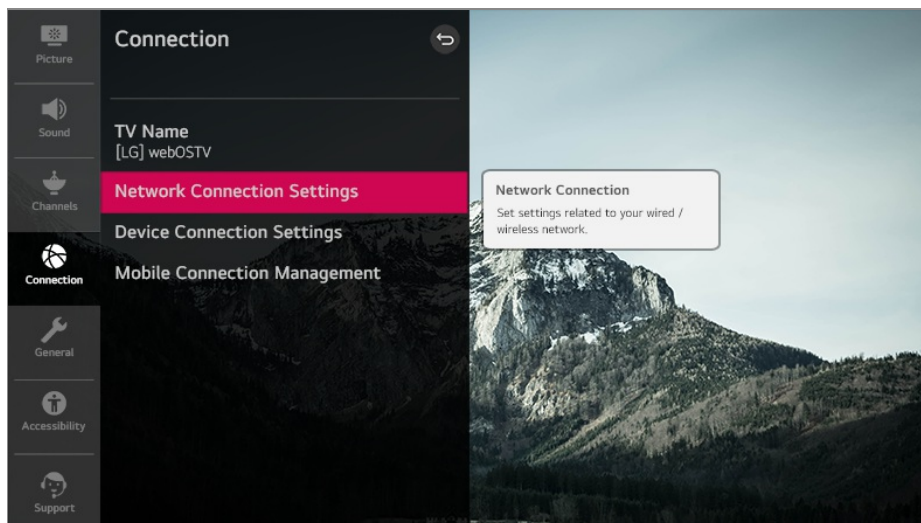 Picture
Sound
Channels
Connection
General
Accessibility
Support
Connection
TV Name
[LG] webOSTV
Network Connection Settings
Device Connection Settings
Mobile Connection Management
Network Connection
Set settings related to your wired /
wireless network.